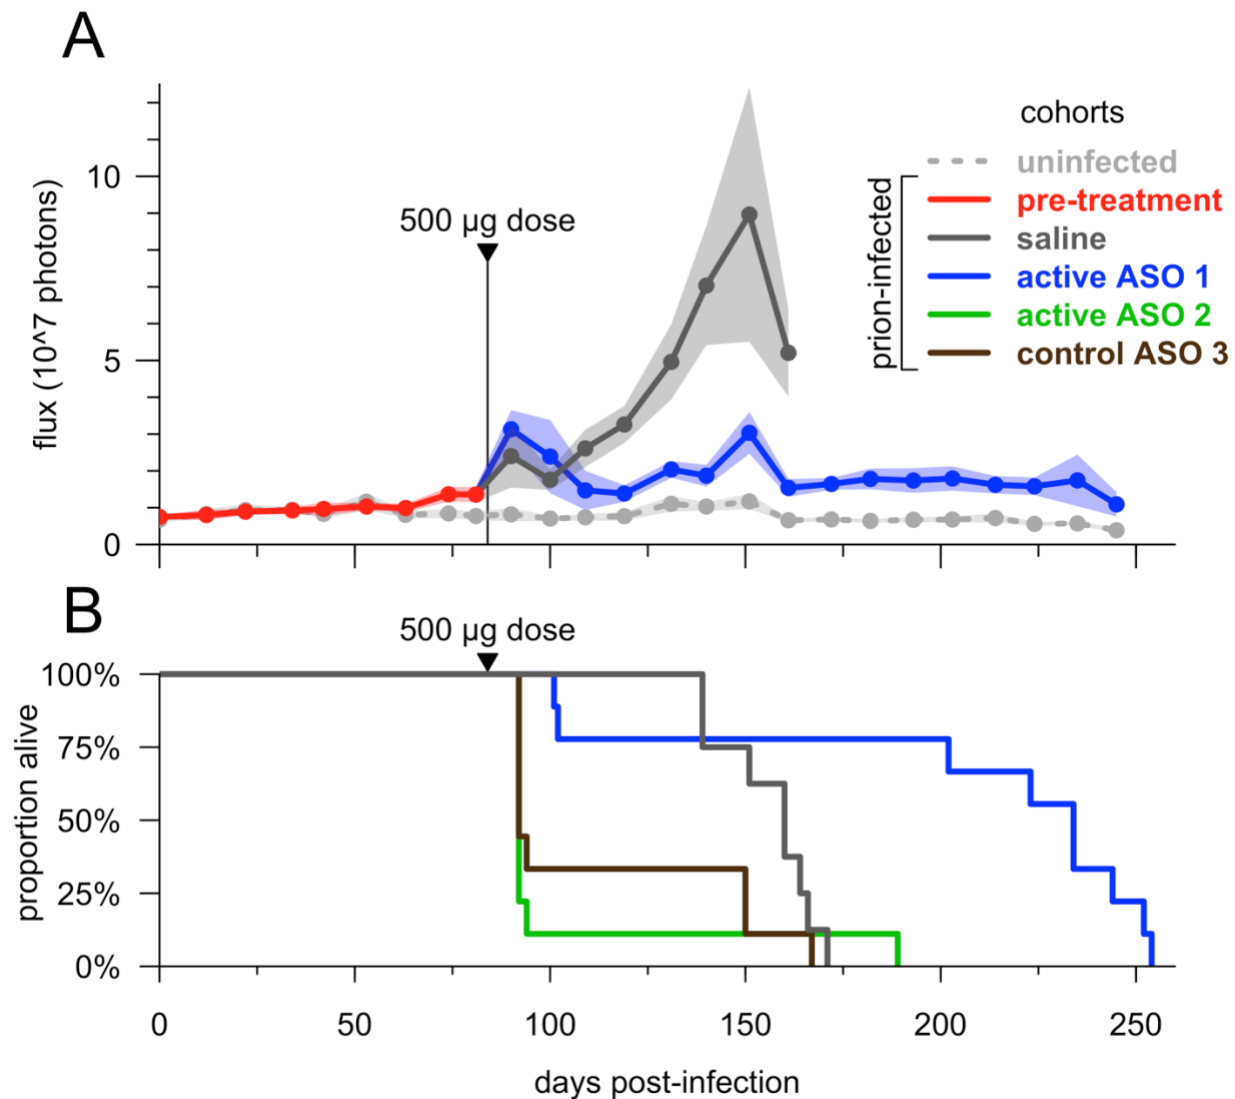 A
cohorts
uninfected
prion-infected
pre-treatment
saline
active ASO 1
active ASO 2
control ASO 3
500 µg dose
flux (10^7 photons)
10
5
0
B
500 µg dose
proportion alive
100%
75%
50%
25%
0%
0 50 100 150 200 250
days post-infection